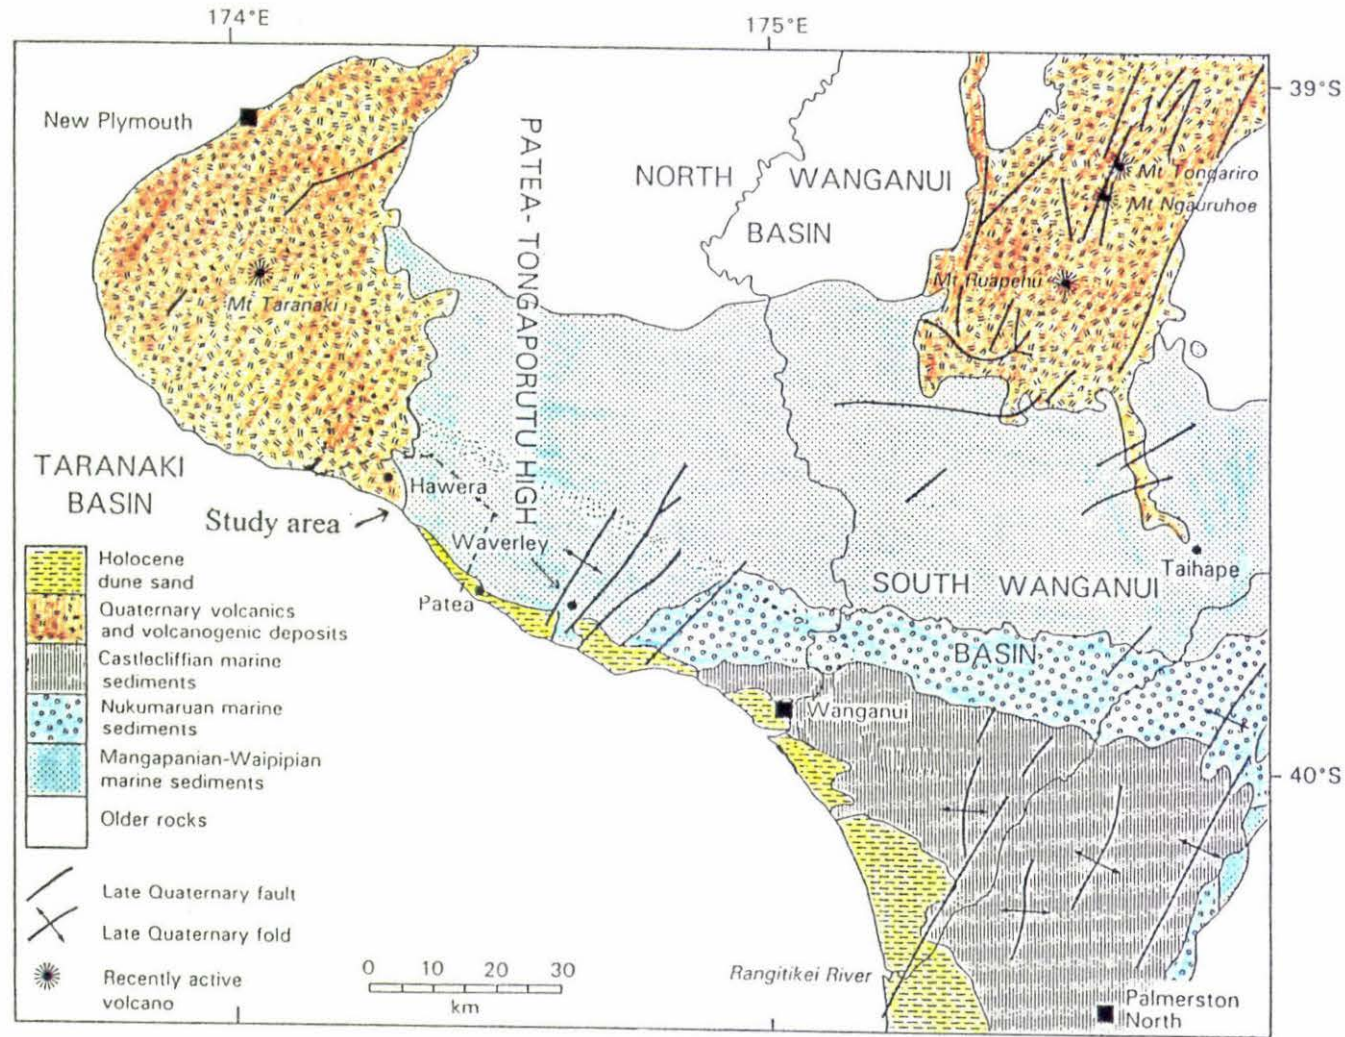 174°E
175°E
39°S
New Plymouth
PATEA-TONGAPORUTU HIGH
NORTH WANGANUI
BASIN
Mt Tongariro
Mt Ngauruhoe
Mt Ruapehu
Mt Taranaki
TARANAKI
BASIN
Hawera
Study area
Waverley
Patea
Taihape
SOUTH WANGANUI
BASIN
Wanganui
40°S
Holocene
dune sand
Quaternary volcanics
and volcanogenic deposits
Castlecliffian marine
sediments
Nukumaruan marine
sediments
Mangapanian-Waipipian
marine sediments
Older rocks
Late Quaternary fault
Late Quaternary fold
Recently active
volcano
0 10 20 30
km
Rangitikei River
Palmerston
North